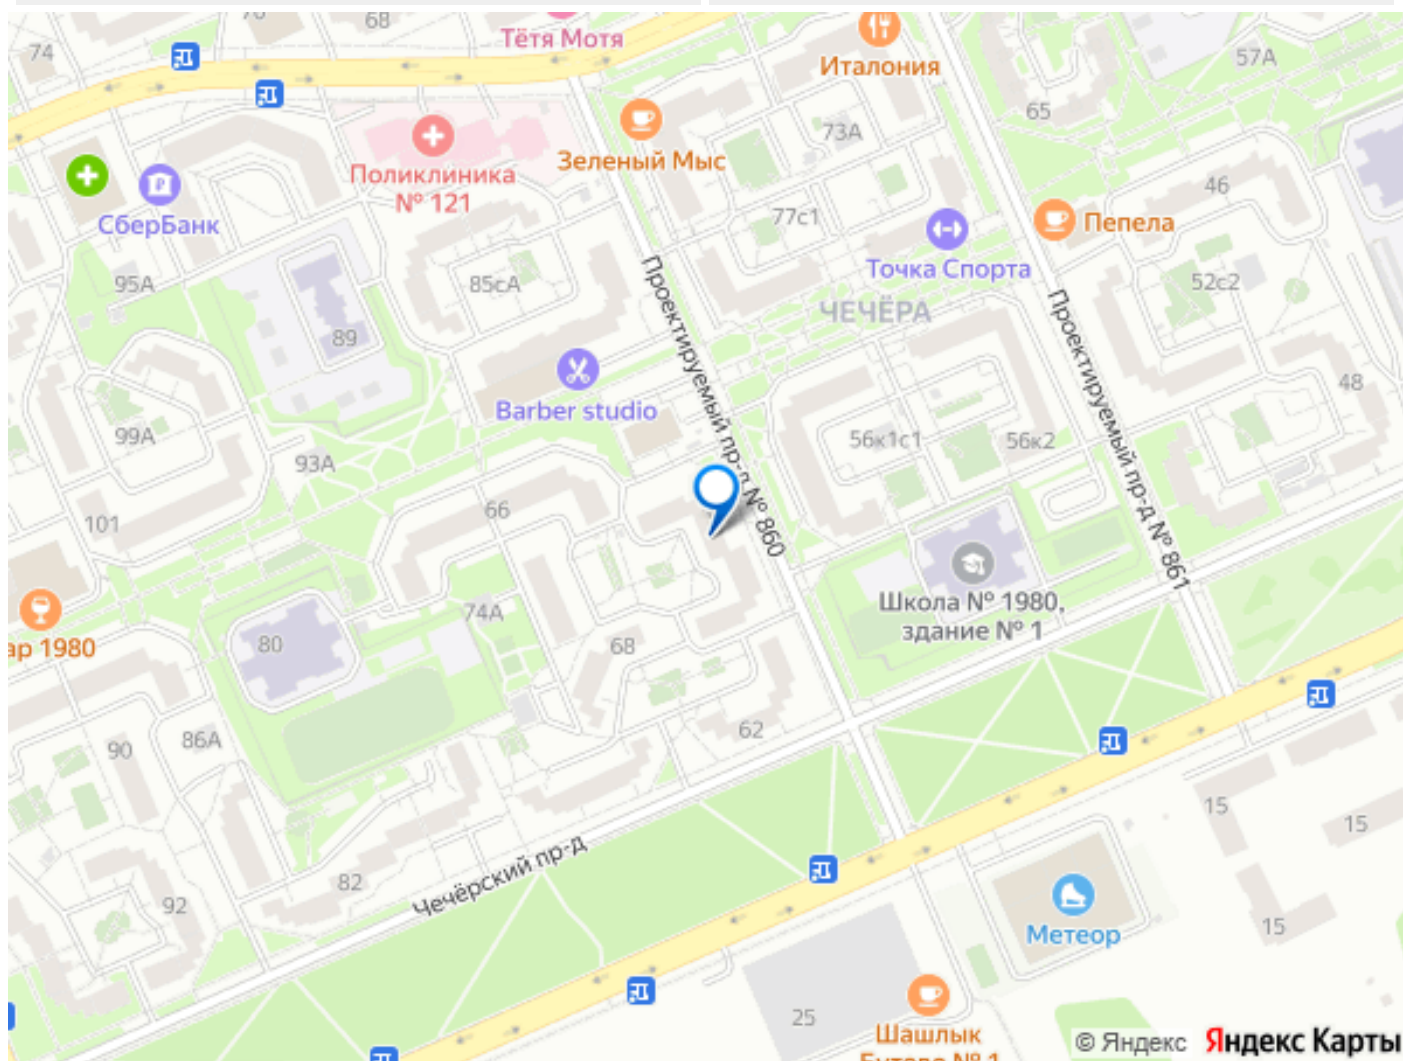 68
74
Тётя Мотя
Италония
57А
65
73А
Зеленый Мыс
Поликлиника
№ 121
46
СберБанк
77с1
Пепела
Точка Спорта
95А
85сА
52с2
ЧЕЧЁРА
Проектируемый пр-д № 860
Проектируемый пр-д № 861
89
48
Barber studio
99А
93А
56к1с1
56к2
66
101
Школа № 1980,
здание № 1
74А
80
68
ар 1980
62
90
86А
15
15
Чечёрский пр-д
82
92
15
Метеор
25
Шашлык
Бутово № 1
© Яндекс Яндекс Карты